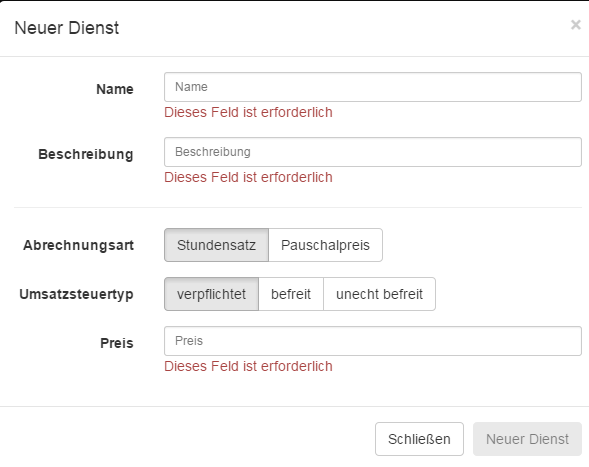 Neuer Dienst ×
Name Name
Dieses Feld ist erforderlich
Beschreibung Beschreibung
Dieses Feld ist erforderlich
Abrechnungsart Stundensatz Pauschalpreis
Umsatzsteuertyp verpflichtet befreit unecht befreit
Preis Preis
Dieses Feld ist erforderlich
Schließen Neuer Dienst